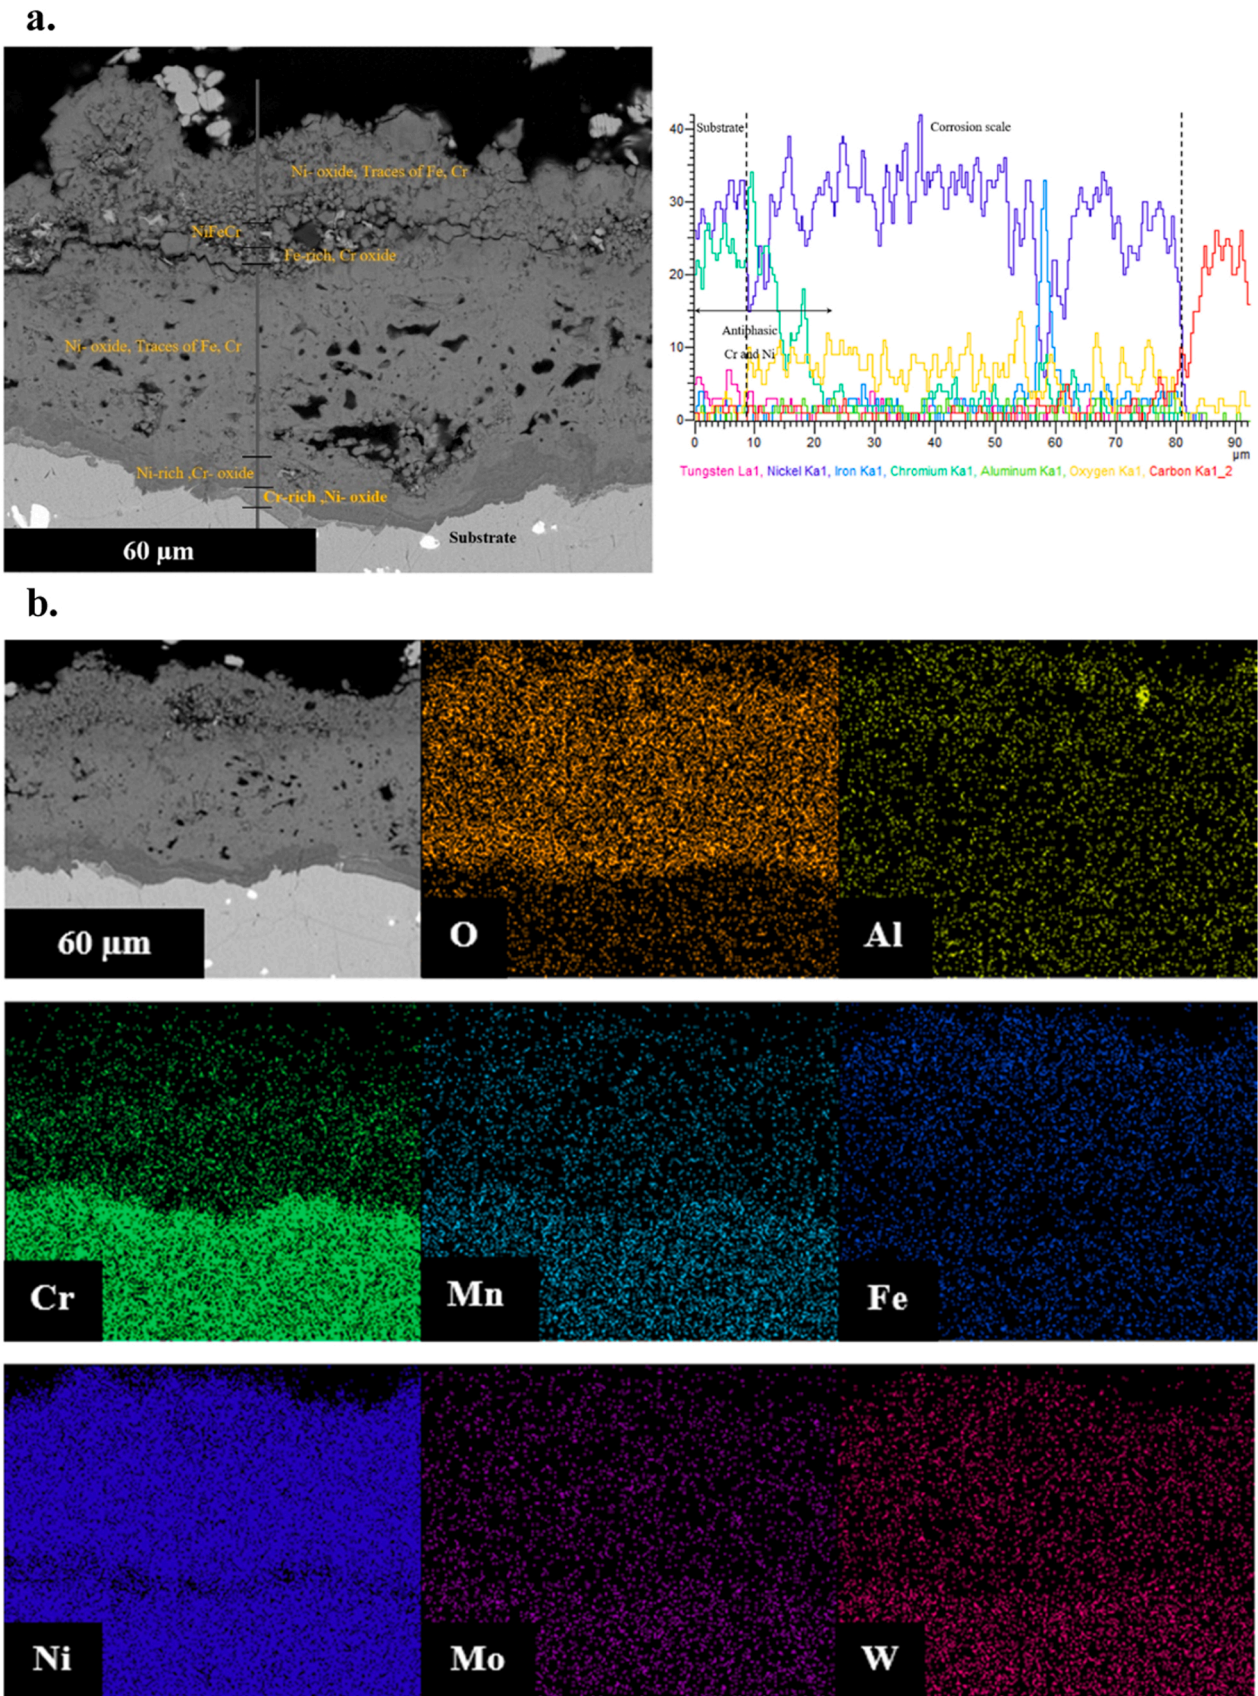 a.
Ni- oxide, Traces of Fe, Cr
NiFeCr
Fe-rich, Cr oxide
Ni- oxide, Traces of Fe, Cr
Ni-rich ,Cr- oxide
Cr-rich ,Ni- oxide
Substrate
60 µm
Substrate
Corrosion scale
40
30
20
10
0
Antiphasic
Cr and Ni
0 10 20 30 40 50 60 70 80 90
µm
Tungsten La1, Nickel Ka1, Iron Ka1, Chromium Ka1, Aluminum Ka1, Oxygen Ka1, Carbon Ka1_2
b.
60 µm
O
Al
Cr
Mn
Fe
Ni
Mo
W